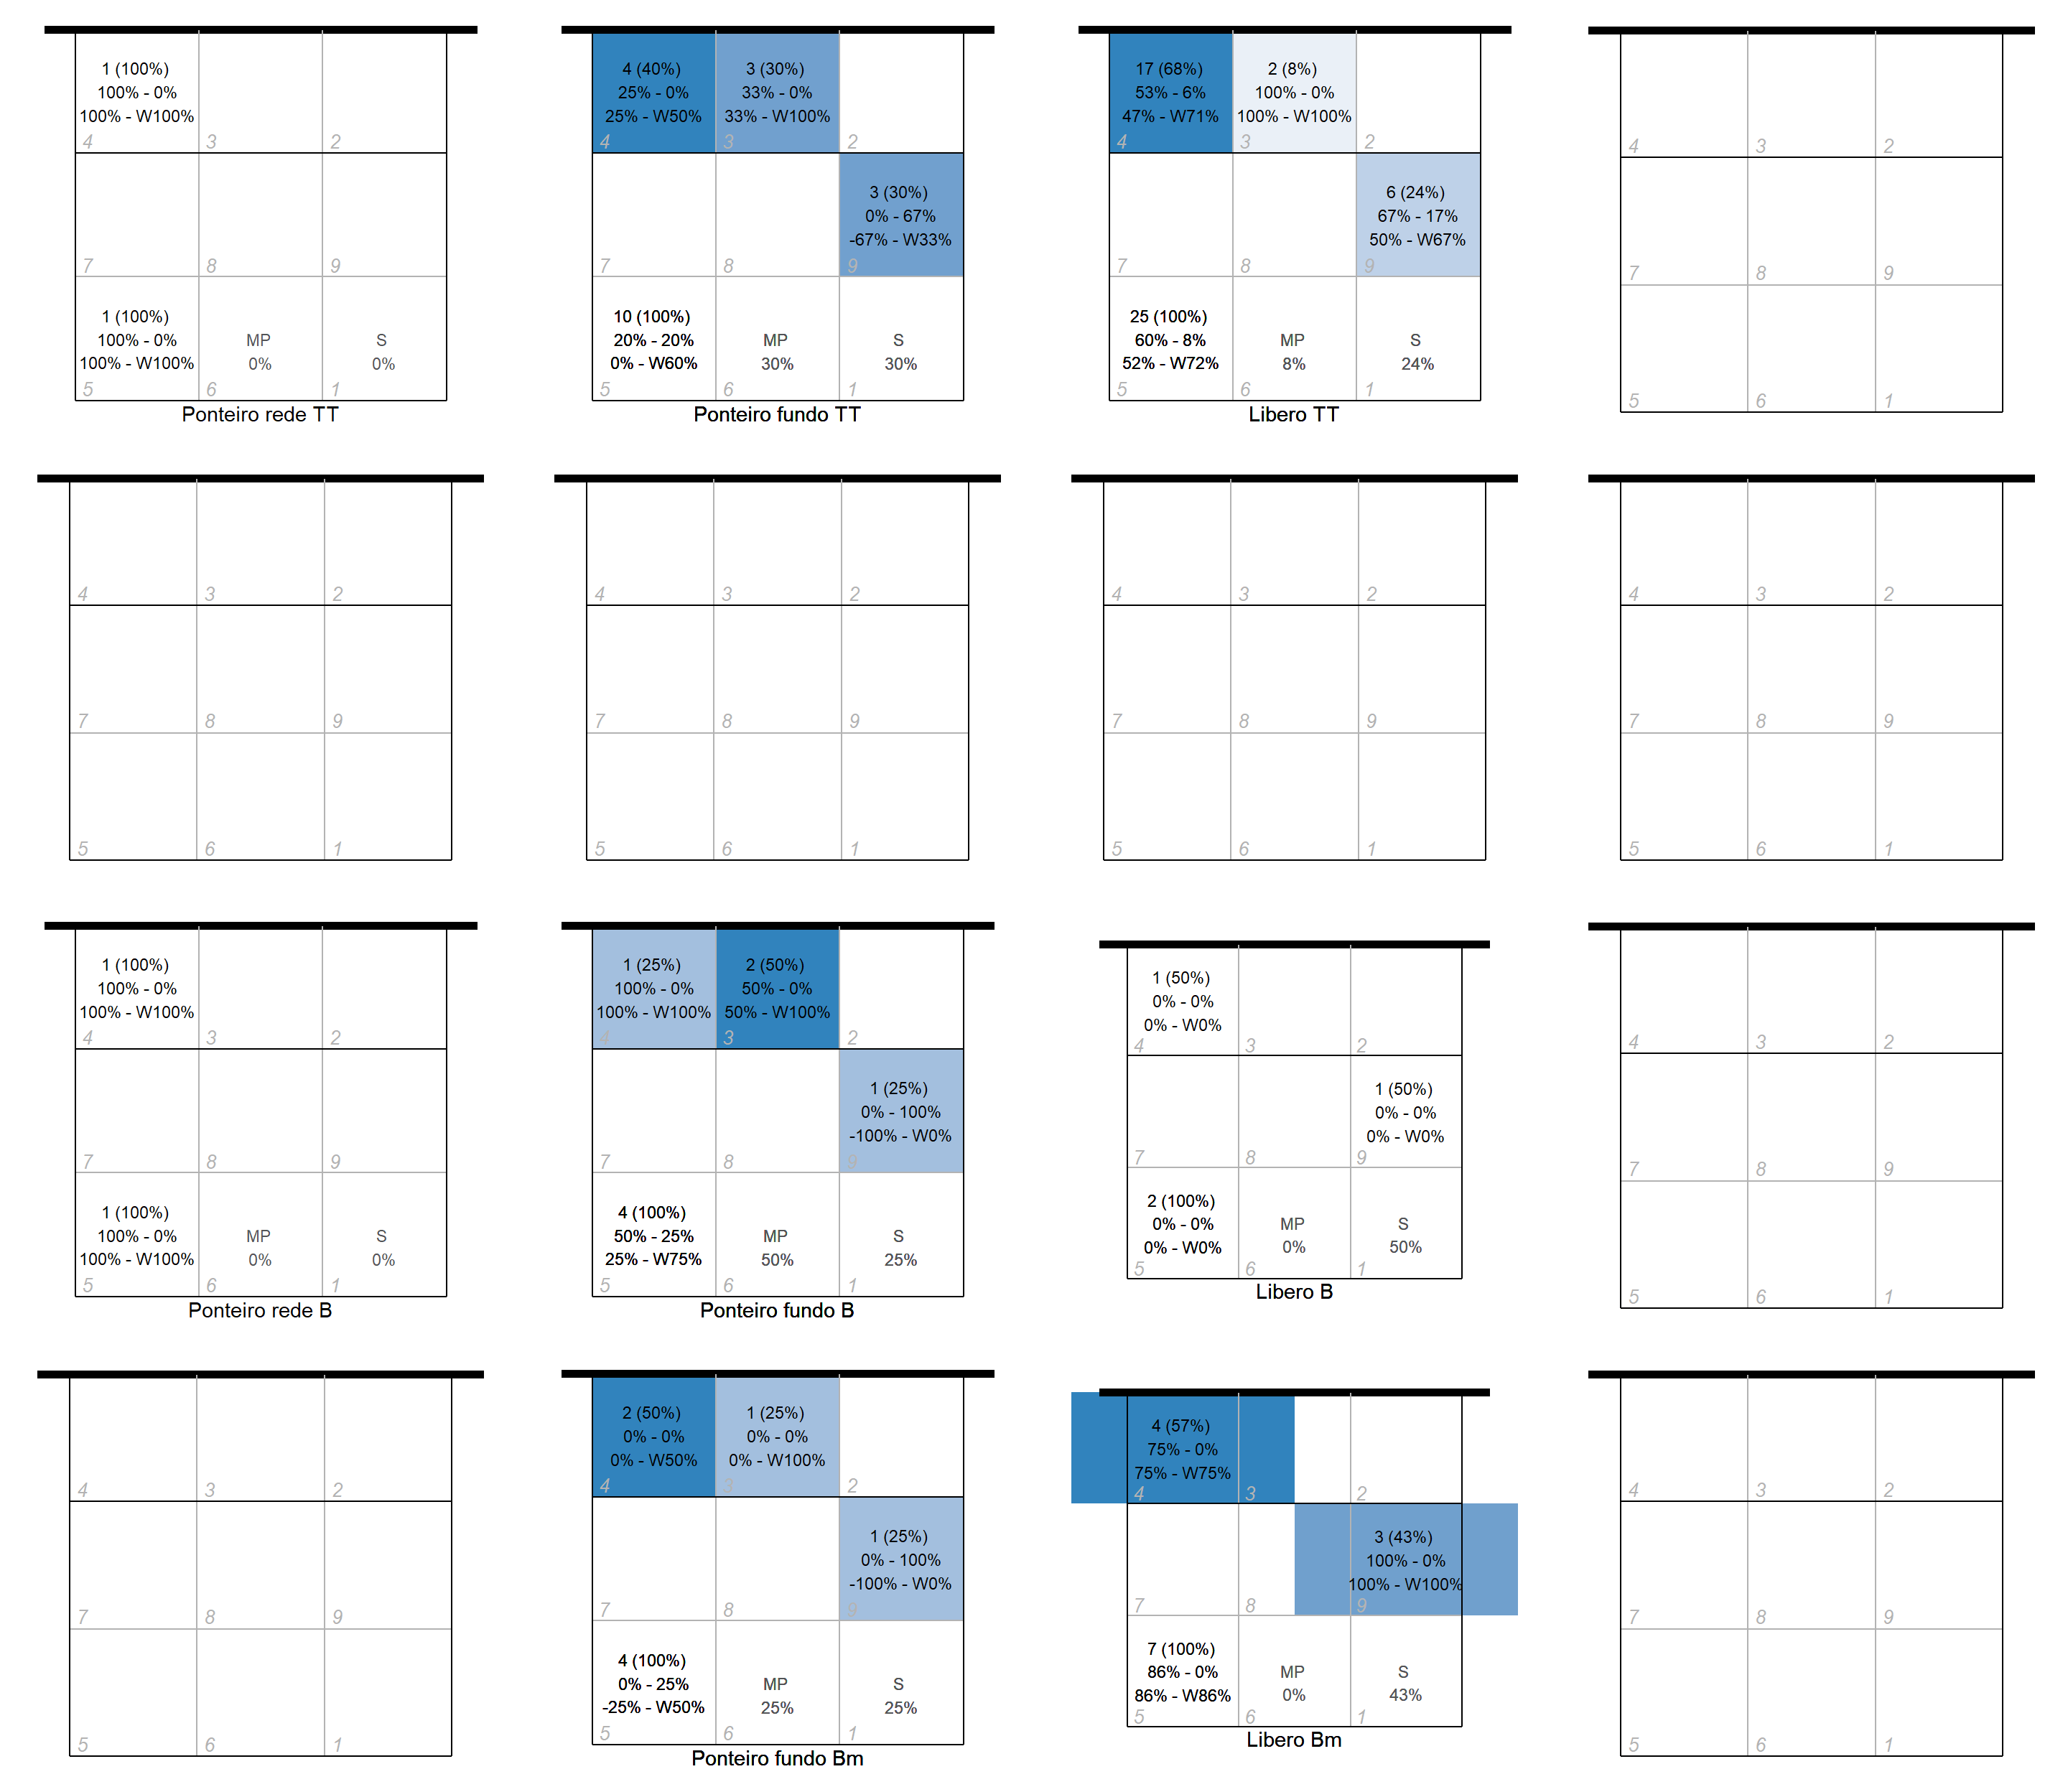 1 (100%)
100% - 0%
100% - W100%
4 3 2
7 8 9
1 (100%)
100% - 0%
100% - W100%
MP
0%
S
0%
5 6 1
Ponteiro rede TT
4 (40%)
25% - 0%
25% - W50%
3 (30%)
33% - 0%
33% - W100%
4 3 2
3 (30%)
0% - 67%
-67% - W33%
7 8 9
10 (100%)
20% - 20%
0% - W60%
MP
30%
S
30%
5 6 1
Ponteiro fundo TT
17 (68%)
53% - 6%
47% - W71%
2 (8%)
100% - 0%
100% - W100%
4 3 2
6 (24%)
67% - 17%
50% - W67%
7 8 9
25 (100%)
60% - 8%
52% - W72%
MP
8%
S
24%
5 6 1
Libero TT
4 3 2
7 8 9
5 6 1
4 3 2
7 8 9
5 6 1
4 3 2
7 8 9
5 6 1
4 3 2
7 8 9
5 6 1
4 3 2
7 8 9
5 6 1
1 (100%)
100% - 0%
100% - W100%
4 3 2
7 8 9
1 (100%)
100% - 0%
100% - W100%
MP
0%
S
0%
5 6 1
Ponteiro rede B
1 (25%)
100% - 0%
100% - W100%
2 (50%)
50% - 0%
50% - W100%
4 3 2
1 (25%)
0% - 100%
-100% - W0%
7 8 9
4 (100%)
50% - 25%
25% - W75%
MP
50%
S
25%
5 6 1
Ponteiro fundo B
1 (50%)
0% - 0%
0% - W0%
4 3 2
1 (50%)
0% - 0%
0% - W0%
7 8 9
2 (100%)
0% - 0%
0% - W0%
MP
0%
S
50%
5 6 1
Libero B
4 3 2
7 8 9
5 6 1
4 3 2
7 8 9
5 6 1
2 (50%)
0% - 0%
0% - W50%
1 (25%)
0% - 0%
0% - W100%
4 3 2
1 (25%)
0% - 100%
-100% - W0%
7 8 9
4 (100%)
0% - 25%
-25% - W50%
MP
25%
S
25%
5 6 1
Ponteiro fundo Bm
4 (57%)
75% - 0%
75% - W75%
4 3 2
3 (43%)
100% - 0%
100% - W100%
7 8 9
7 (100%)
86% - 0%
86% - W86%
MP
0%
S
43%
5 6 1
Libero Bm
4 3 2
7 8 9
5 6 1